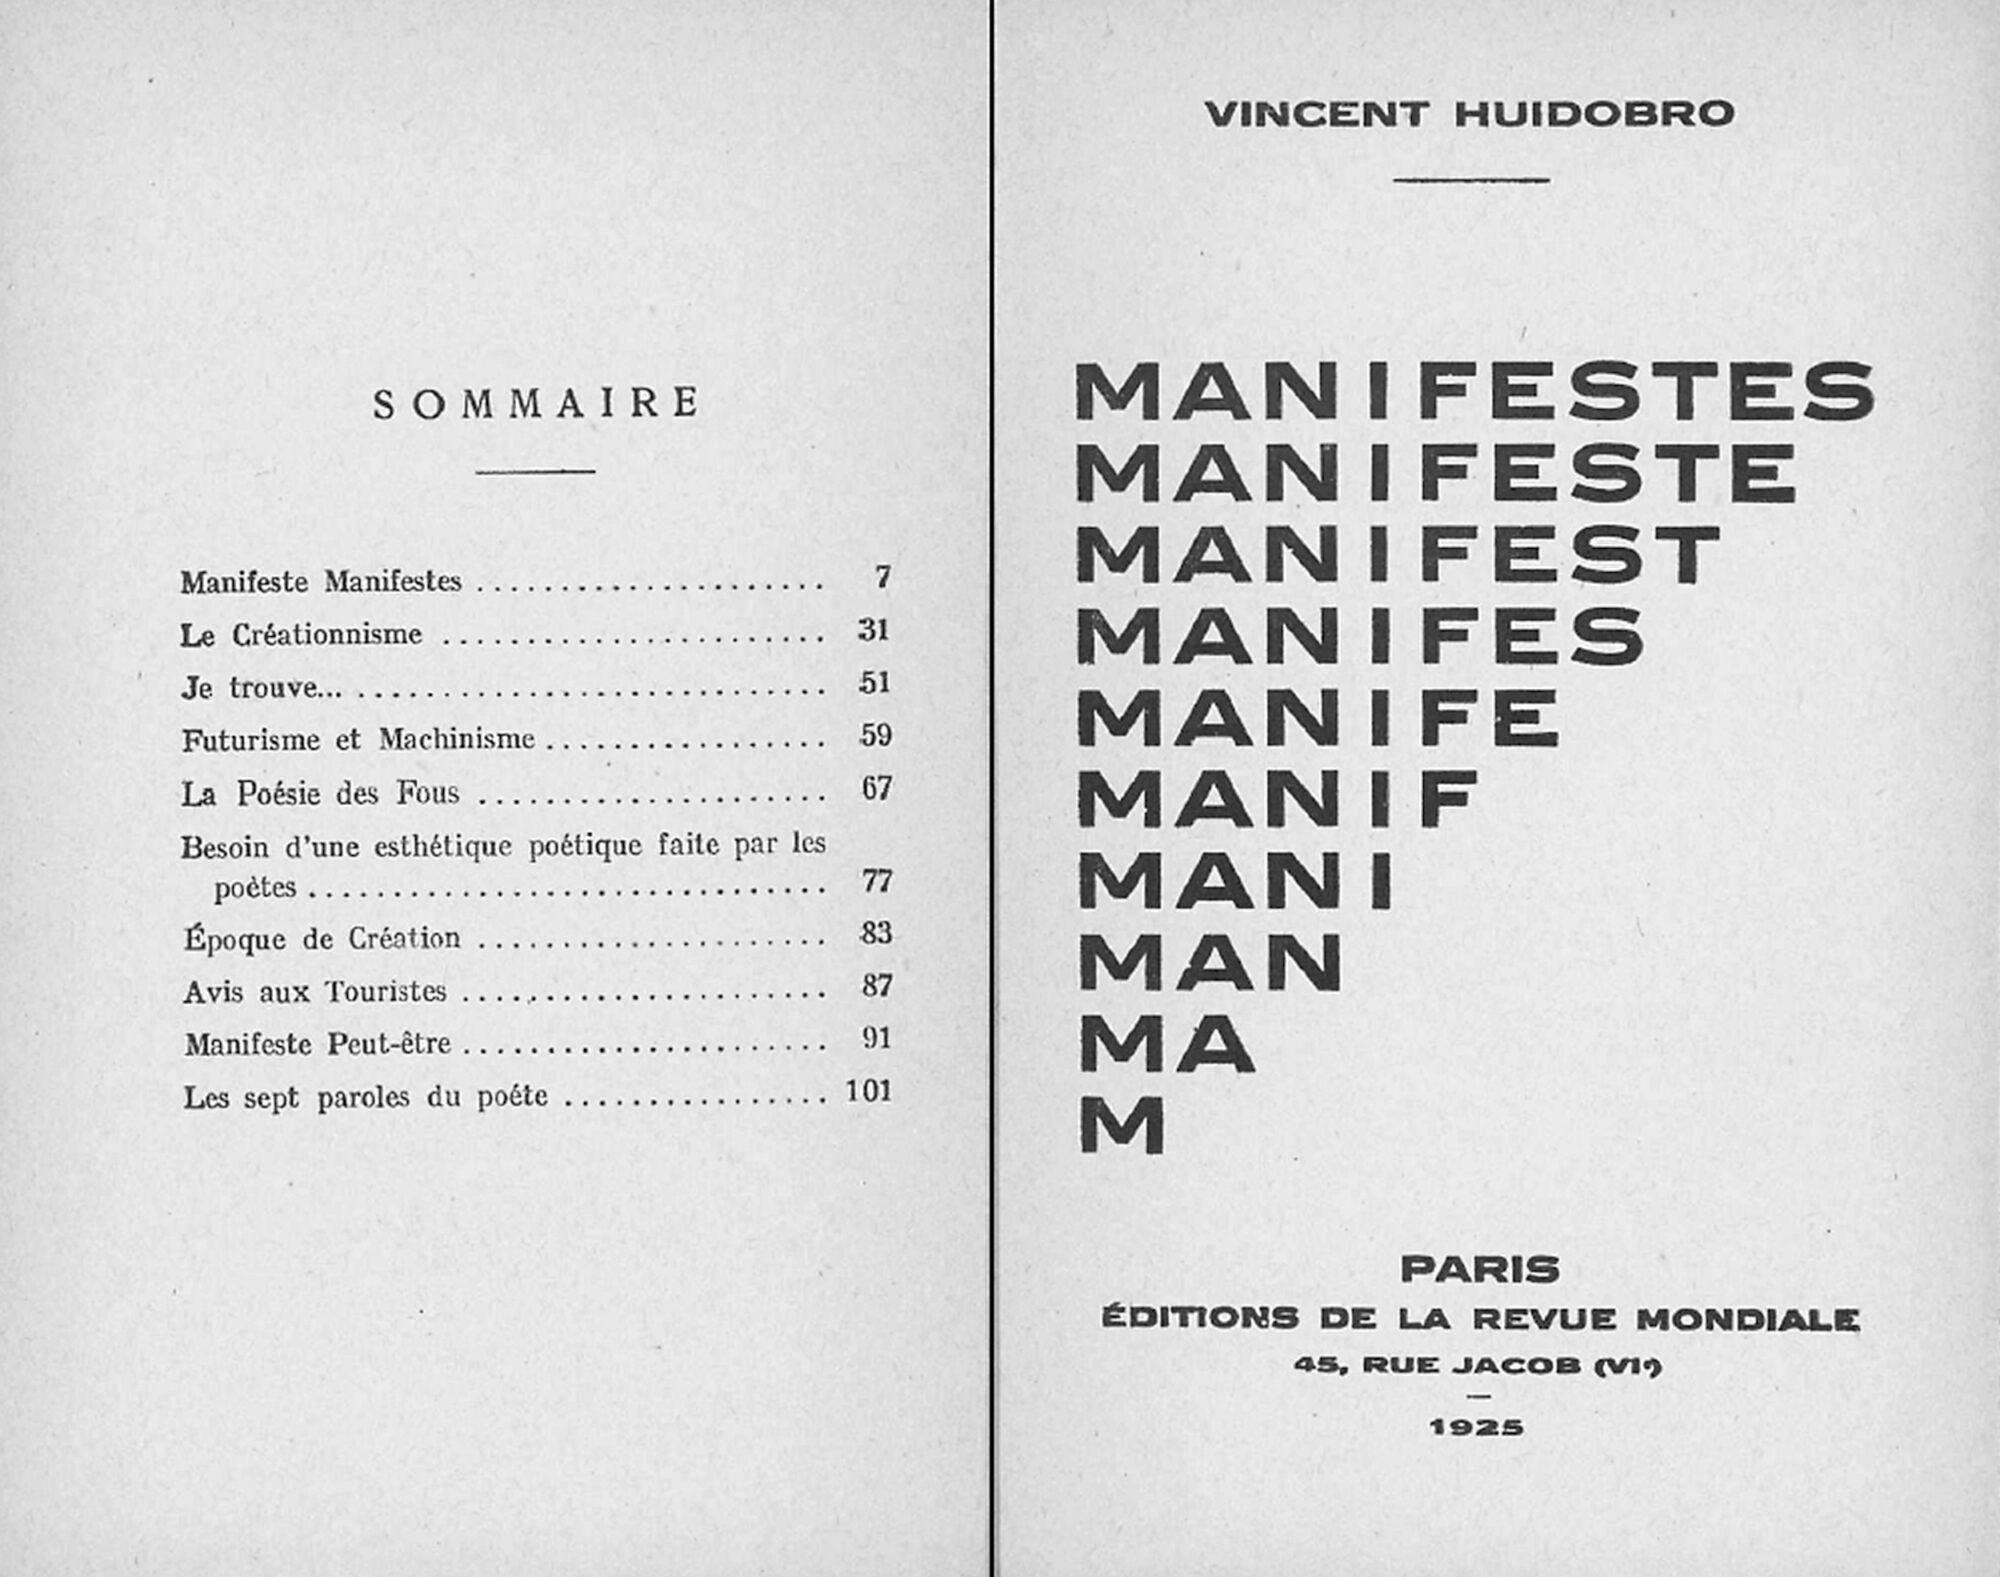 SOMMAIRE
Manifeste Manifestes ..................... 7
Le Créationnisme ....................... 31
Je trouve... ............................ 51
Futurisme et Machinisme ................. 59
La Poésie des Fous ..................... 67
Besoin d'une esthétique poétique faite par les
poètes ............................... 77
Époque de Création ..................... 83
Avis aux Touristes ...................... 87
Manifeste Peut-être ...................... 91
Les sept paroles du poéte ................ 101
VINCENT HUIDOBRO
MANIFESTES
MANIFESTE
MANIFEST
MANIFES
MANIFE
MANIF
MANI
MAN
MA
M
PARIS
ÉDITIONS DE LA REVUE MONDIALE
45, RUE JACOB (VIᵉ)
1925